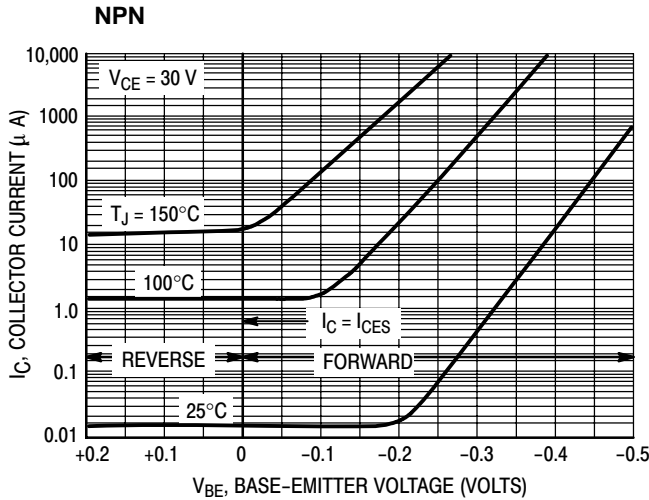 NPN
10,000
1000
100
10
1.0
0.1
0.01
I_C, COLLECTOR CURRENT (μ A)
V_CE = 30 V
T_J = 150°C
100°C
I_C = I_CES
REVERSE
FORWARD
25°C
+0.2 +0.1 0 −0.1 −0.2 −0.3 −0.4 −0.5
V_BE, BASE−EMITTER VOLTAGE (VOLTS)